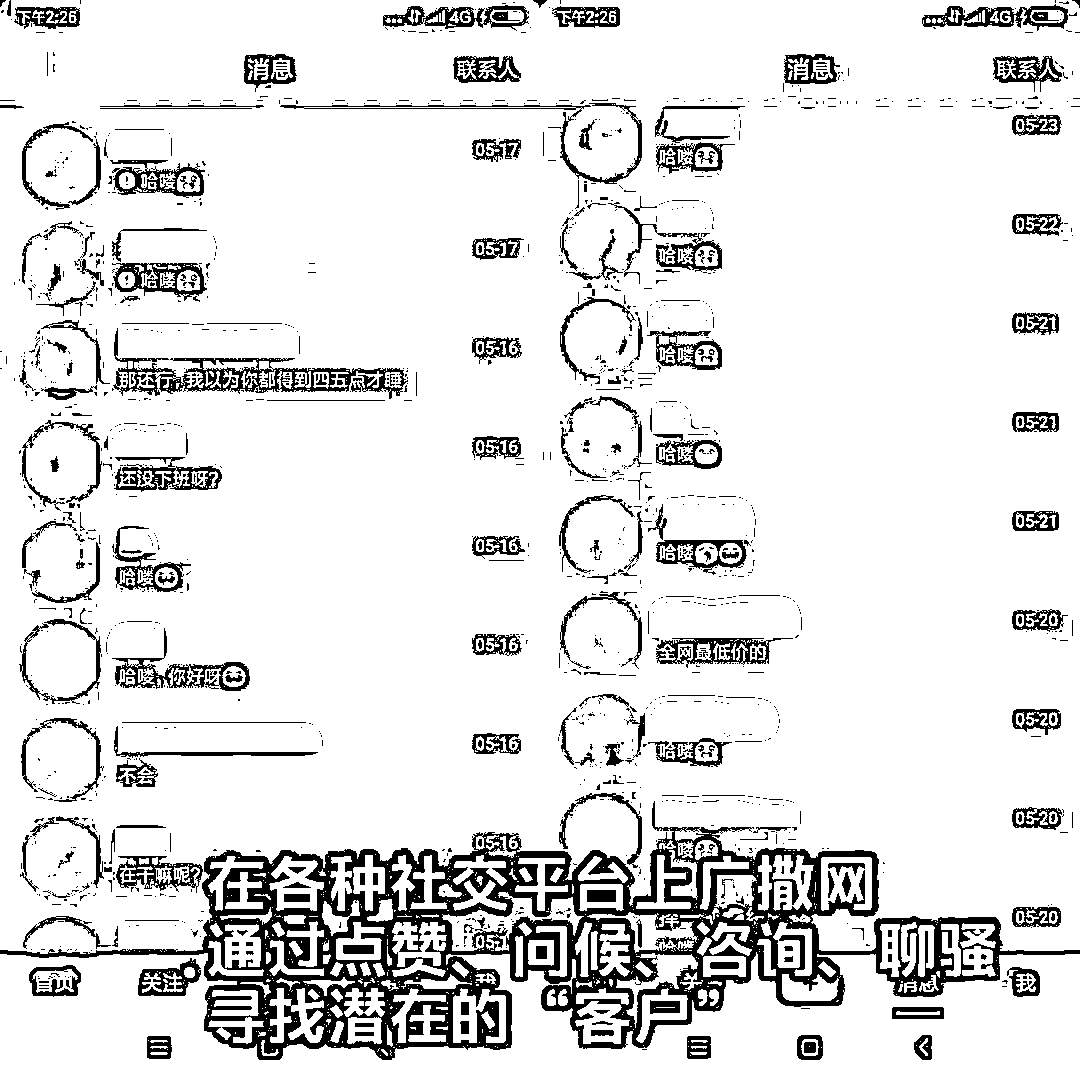 下午2:26
4G
消息
联系人
05-17
哈喽
05-17
哈喽
05-16
那还行,我以为你都得到四五点才睡
05-16
还没下班呀?
05-16
哈喽
05-16
哈喽,你好呀
05-16
不会
05-16
在干嘛呢?
首页
关注
下午2:26
4G
消息
联系人
05-23
哈喽
05-22
哈喽
05-21
哈喽
05-21
哈喽
05-21
哈喽
05-20
全网最低价的
05-20
哈喽
05-20
哈喽
05-20
消息
我
在各种社交平台上广撒网
通过点赞、问候、咨询、聊骚
寻找潜在的“客户”